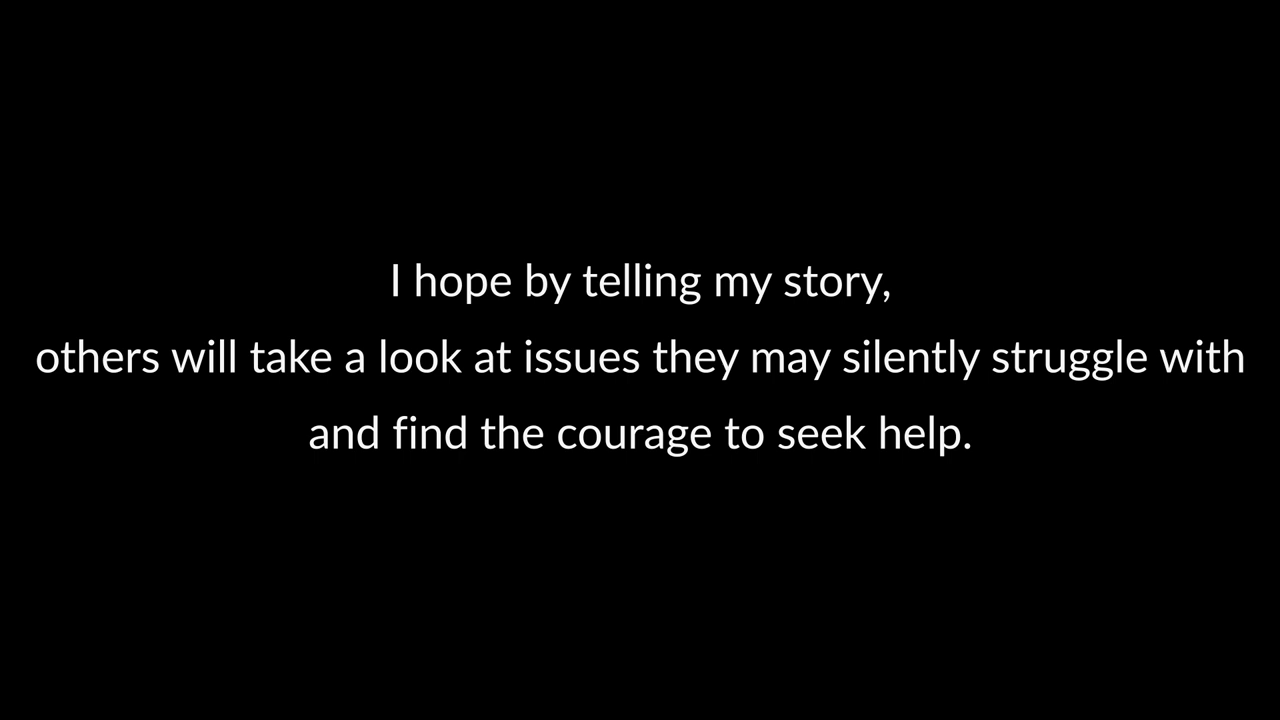 I hope by telling my story,
others will take a look at issues they may silently struggle with
and find the courage to seek help.